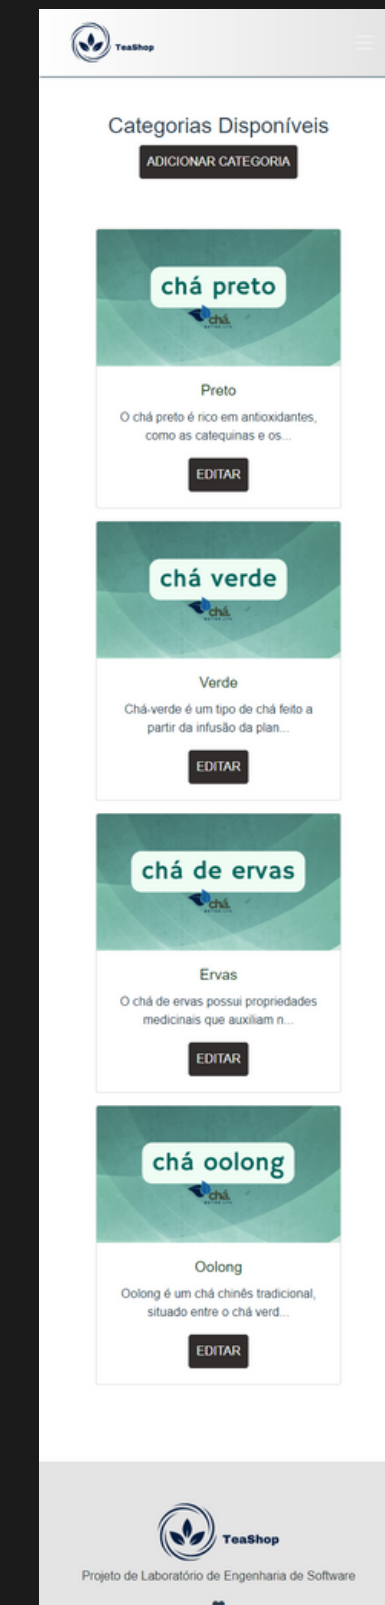 TeaShop
Categorias Disponíveis
ADICIONAR CATEGORIA
chá preto
chá.
Preto
O chá preto é rico em antioxidantes,
como as catequinas e os...
EDITAR
chá verde
chá.
Verde
Chá-verde é um tipo de chá feito a
partir da infusão da plan...
EDITAR
chá de ervas
chá.
Ervas
O chá de ervas possui propriedades
medicinais que auxiliam n...
EDITAR
chá oolong
chá.
Oolong
Oolong é um chá chinês tradicional,
situado entre o chá verd...
EDITAR
TeaShop
Projeto de Laboratório de Engenharia de Software